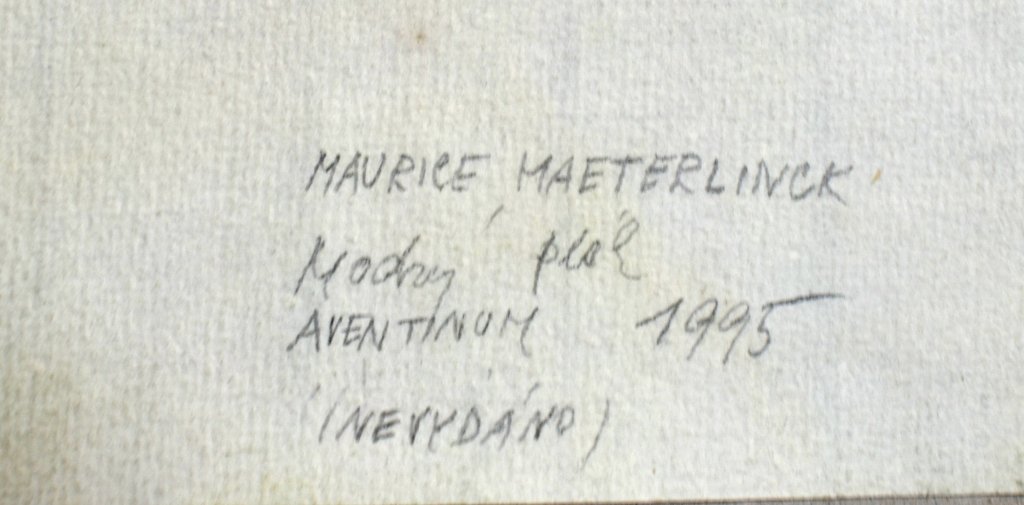 MAURICE MAETERLINCK
Modrý pták
AVENTINUM 1995
(NEVYDÁNO)